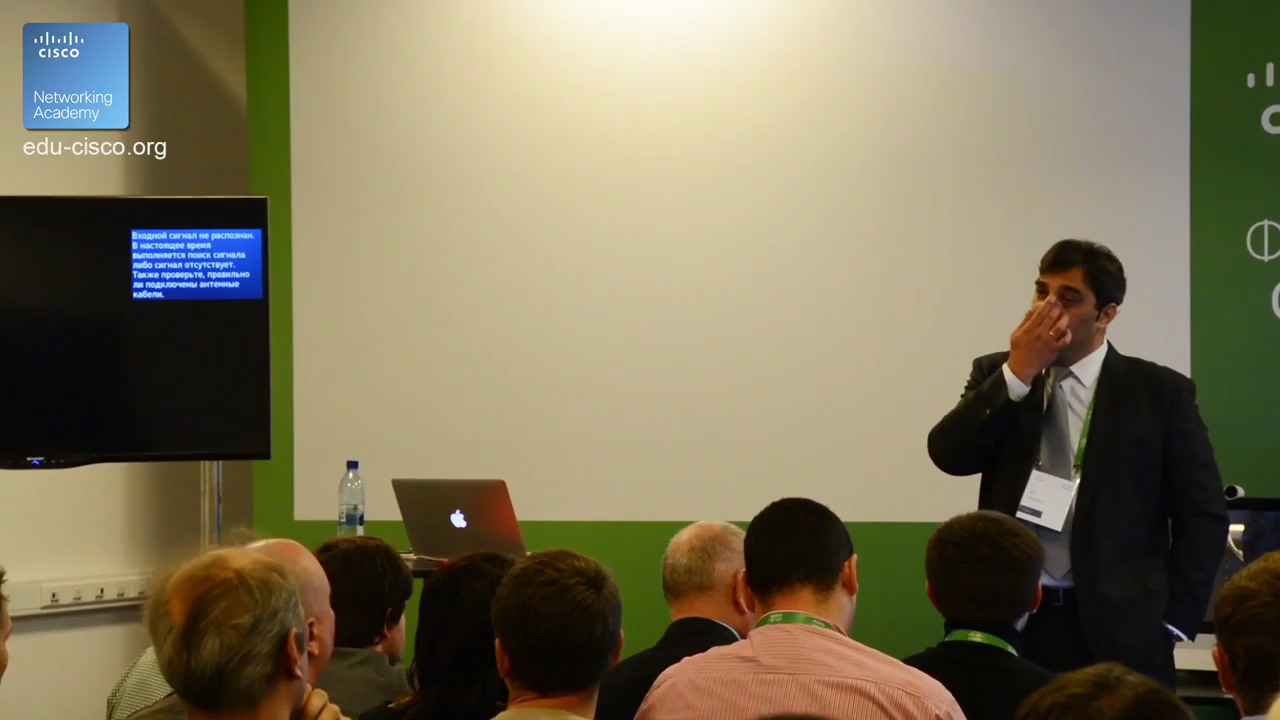 CISCO
Networking
Academy
edu-cisco.org
Входной сигнал не распознан.
В настоящее время
выполняется поиск сигнала
либо сигнал отсутствует.
Также проверьте, правильно
ли подключены антенные
кабели.